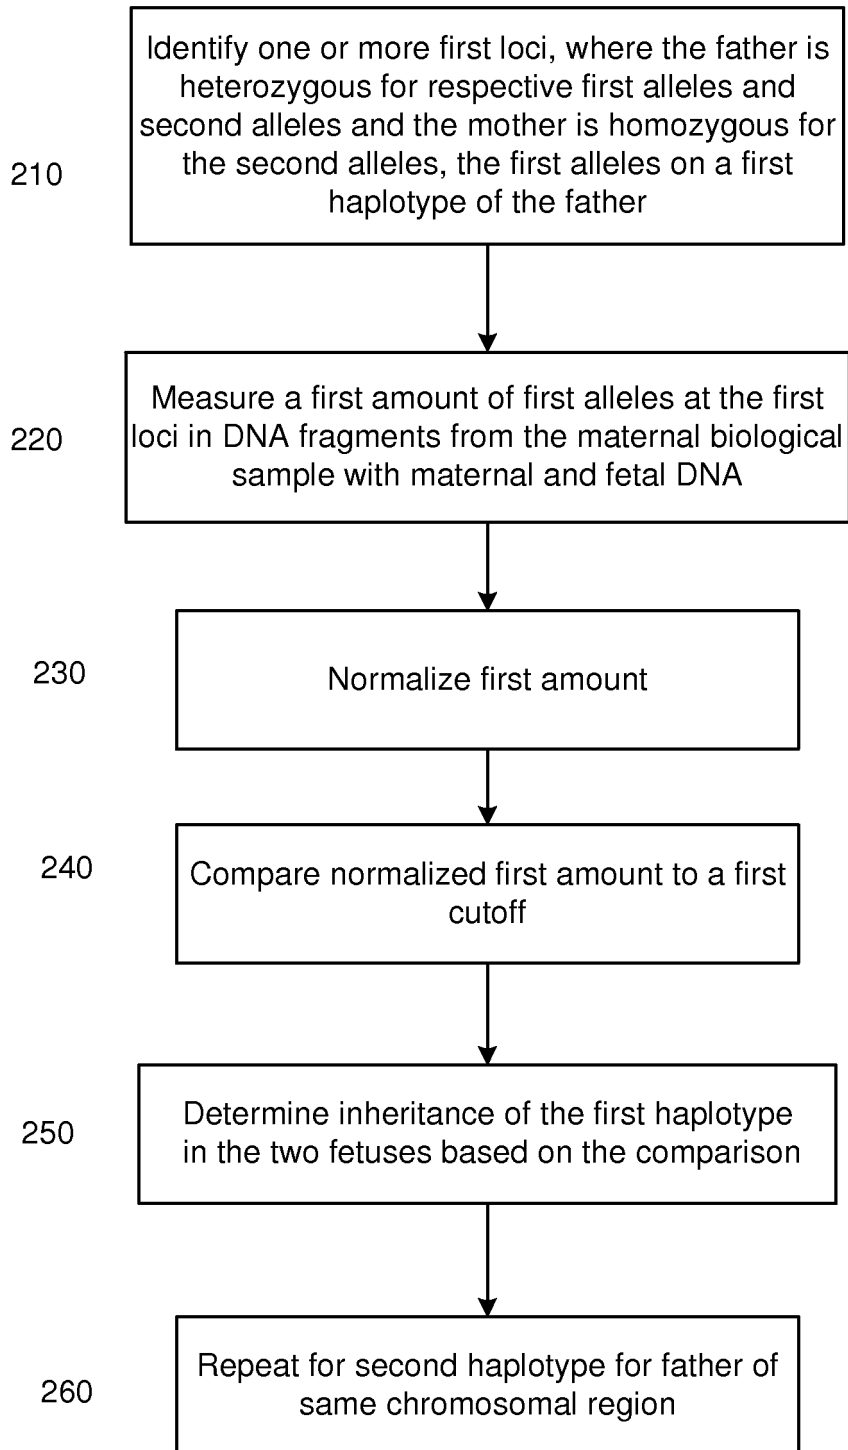 Identify one or more first loci, where the father is
heterozygous for respective first alleles and
second alleles and the mother is homozygous for
the second alleles, the first alleles on a first
haplotype of the father
210
Measure a first amount of first alleles at the first
loci in DNA fragments from the maternal biological
sample with maternal and fetal DNA
220
Normalize first amount
230
Compare normalized first amount to a first
cutoff
240
Determine inheritance of the first haplotype
in the two fetuses based on the comparison
250
Repeat for second haplotype for father of
same chromosomal region
260